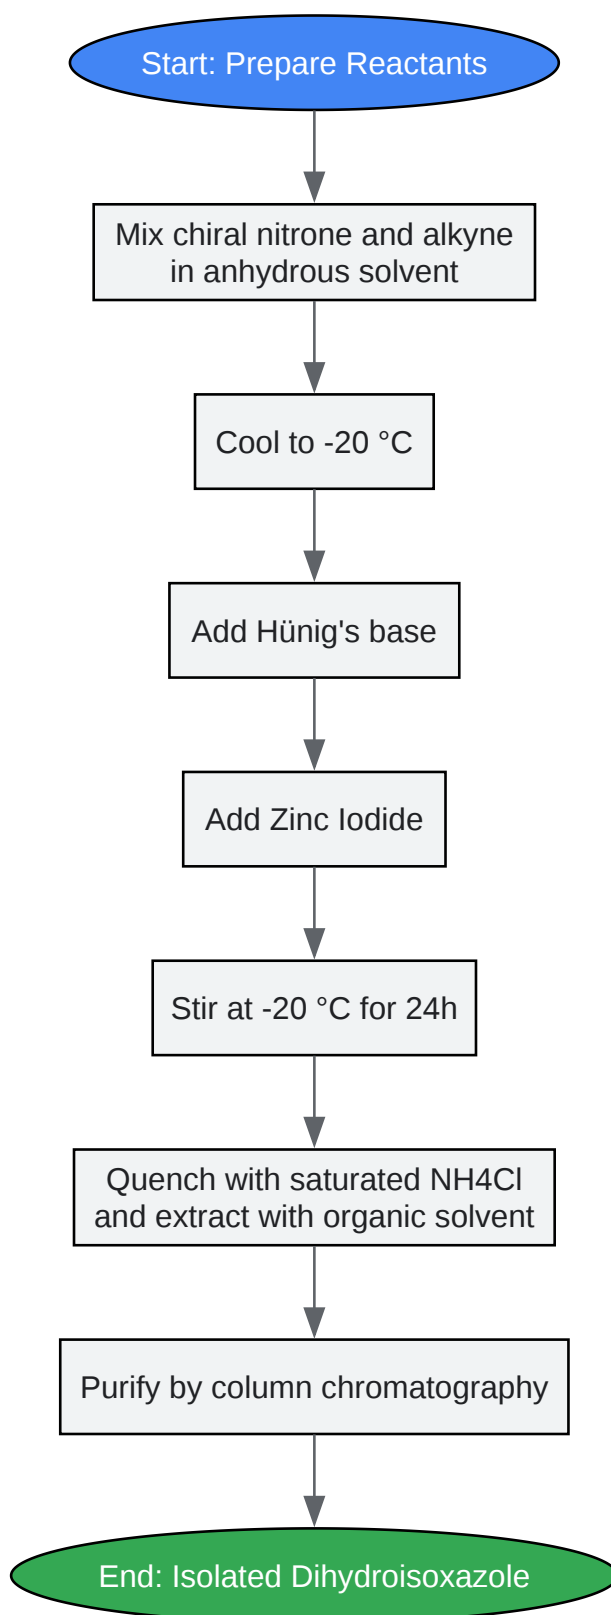 Start: Prepare Reactants
Mix chiral nitrone and alkyne
in anhydrous solvent
Cool to -20 °C
Add Hünig's base
Add Zinc Iodide
Stir at -20 °C for 24h
Quench with saturated NH4Cl
and extract with organic solvent
Purify by column chromatography
End: Isolated Dihydroisoxazole